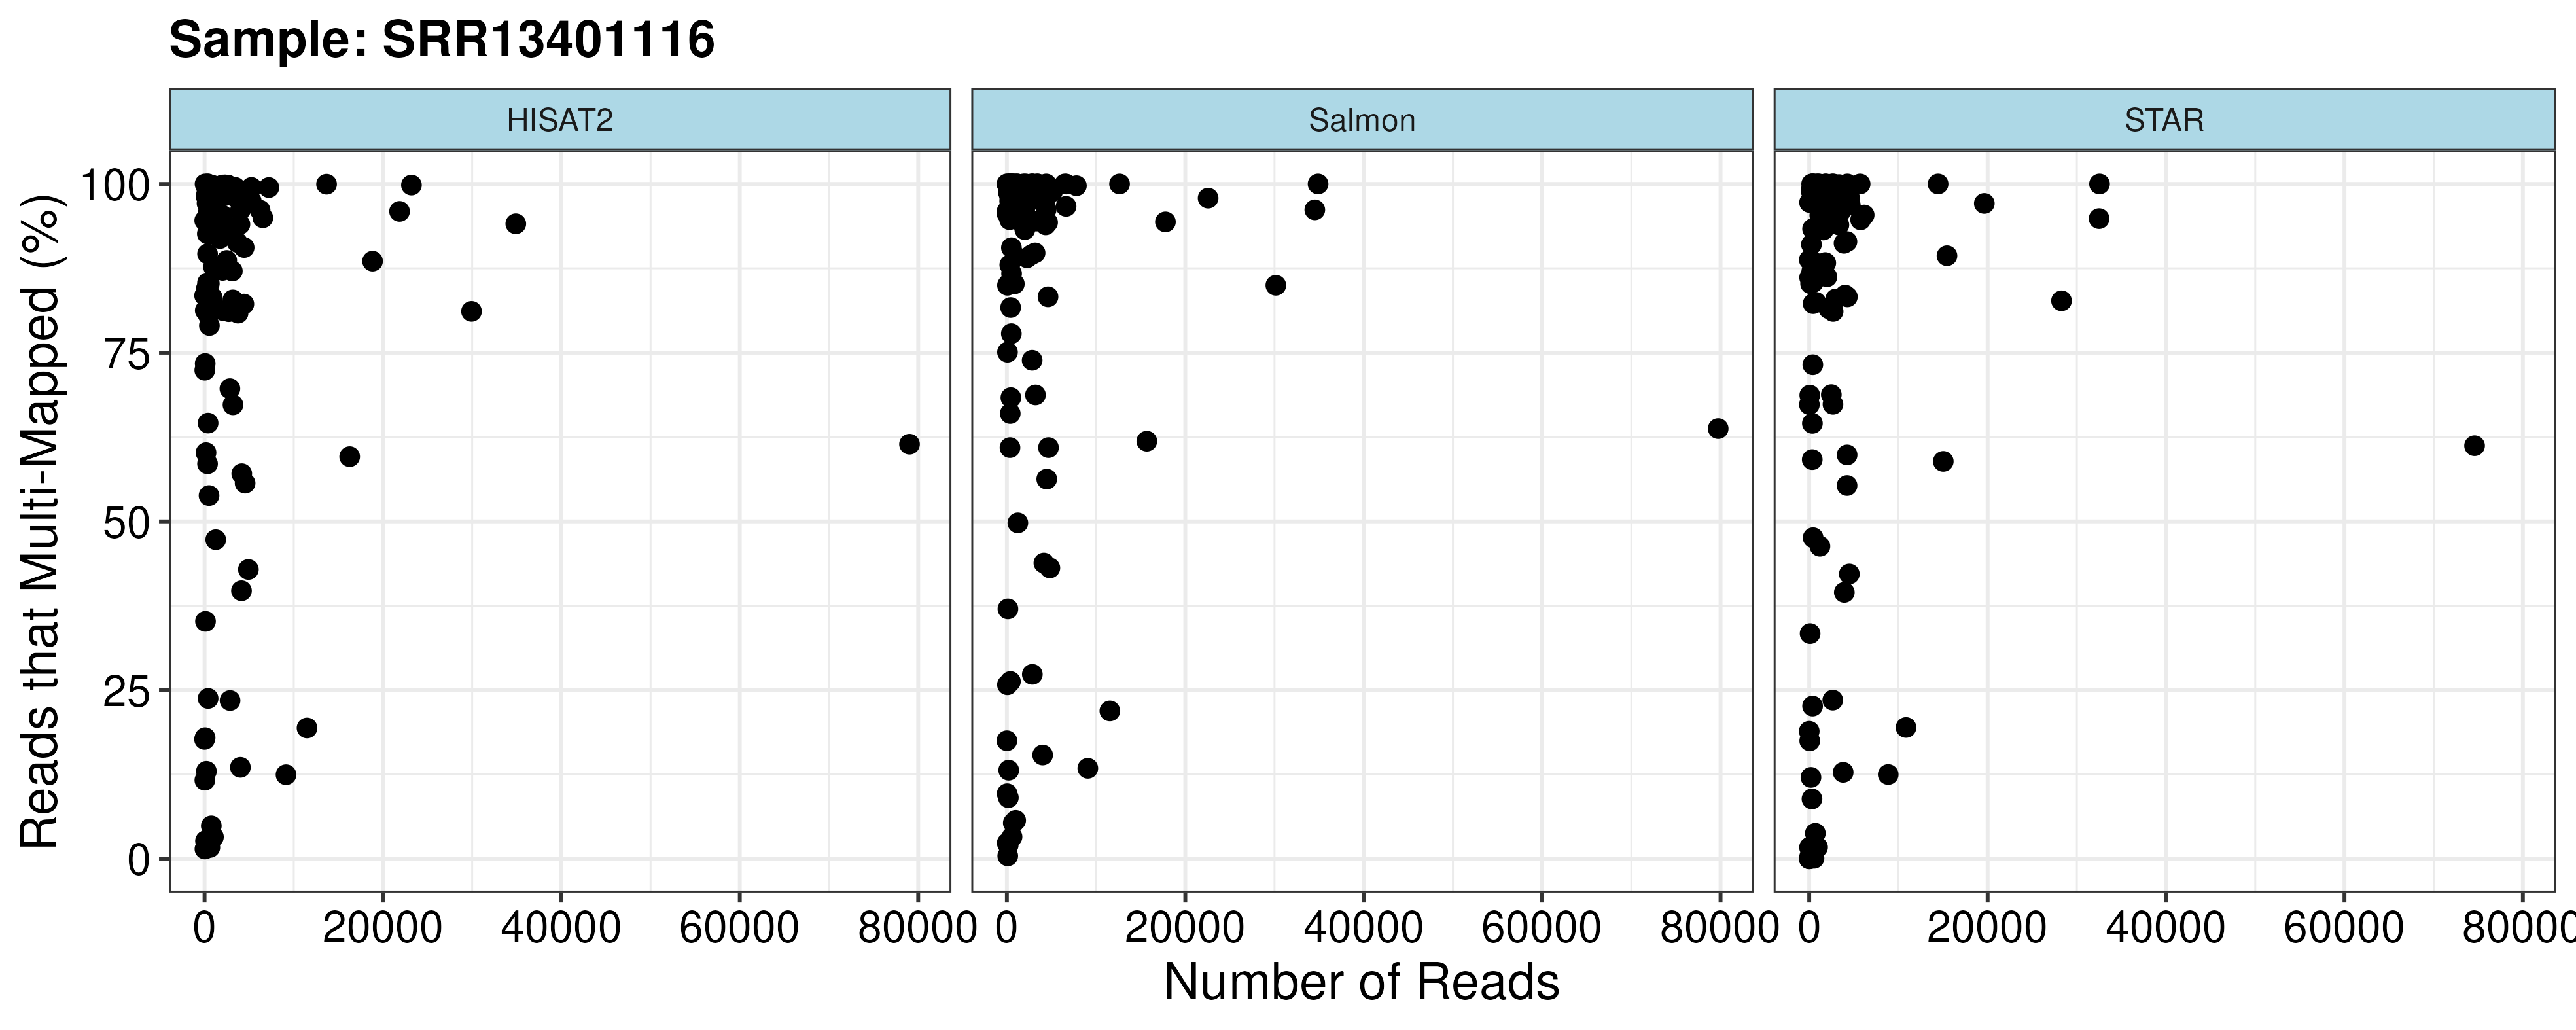 Sample: SRR13401116
HISAT2
Salmon
STAR
Reads that Multi-Mapped (%)
100
75
50
25
0
0 20000 40000 60000 80000
0 20000 40000 60000 80000
0 20000 40000 60000 80000
Number of Reads